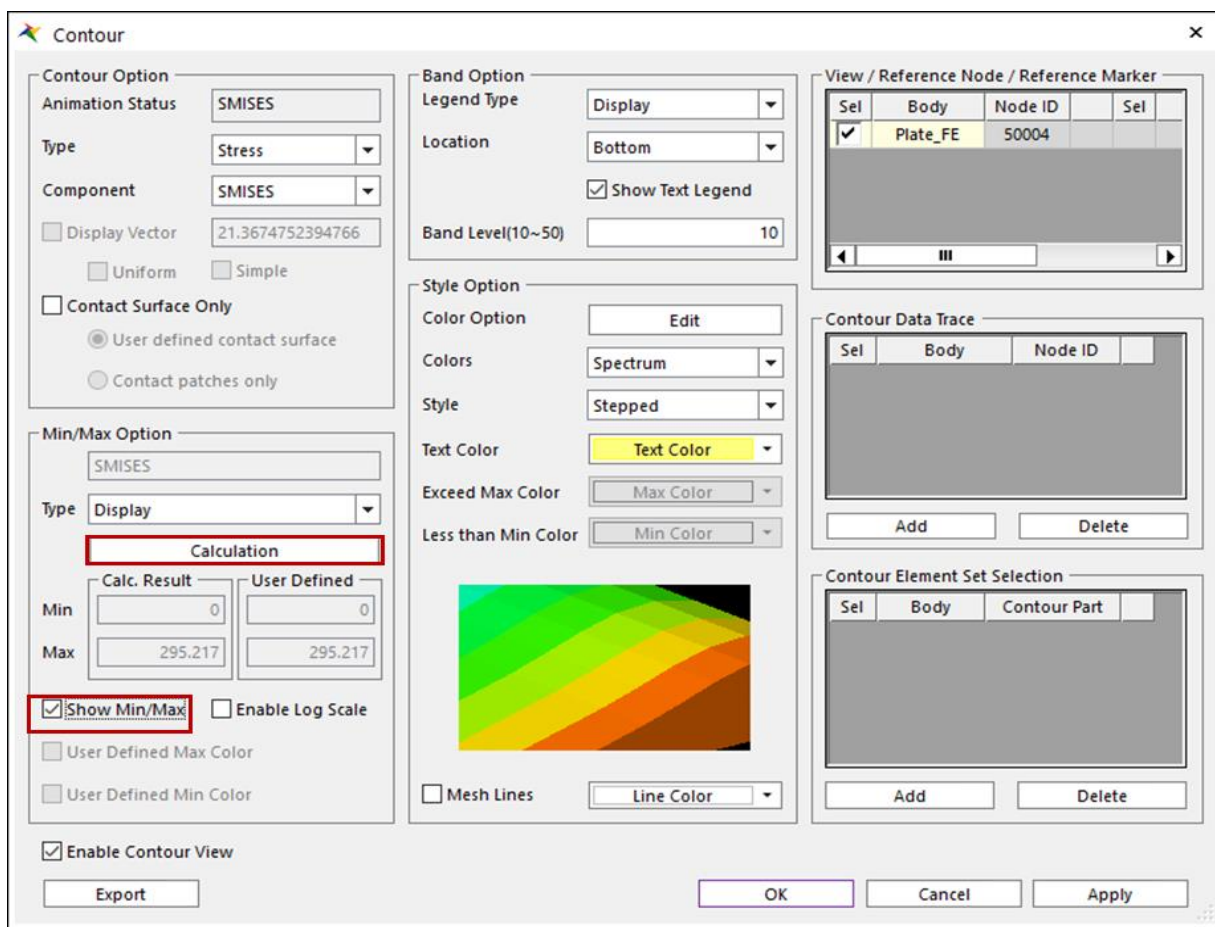 Contour
Contour Option
Animation Status SMISES
Type Stress
Component SMISES
Display Vector 21.3674752394766
Uniform Simple
Contact Surface Only
User defined contact surface
Contact patches only
Min/Max Option
SMISES
Type Display
Calculation
Calc. Result User Defined
Min 0 0
Max 295.217 295.217
Show Min/Max Enable Log Scale
User Defined Max Color
User Defined Min Color
Band Option
Legend Type Display
Location Bottom
Show Text Legend
Band Level(10~50) 10
Style Option
Color Option Edit
Colors Spectrum
Style Stepped
Text Color Text Color
Exceed Max Color Max Color
Less than Min Color Min Color
Mesh Lines Line Color
View / Reference Node / Reference Marker
Sel Body Node ID Sel
Plate_FE 50004
Contour Data Trace
Sel Body Node ID
Add Delete
Contour Element Set Selection
Sel Body Contour Part
Add Delete
Enable Contour View
Export OK Cancel Apply